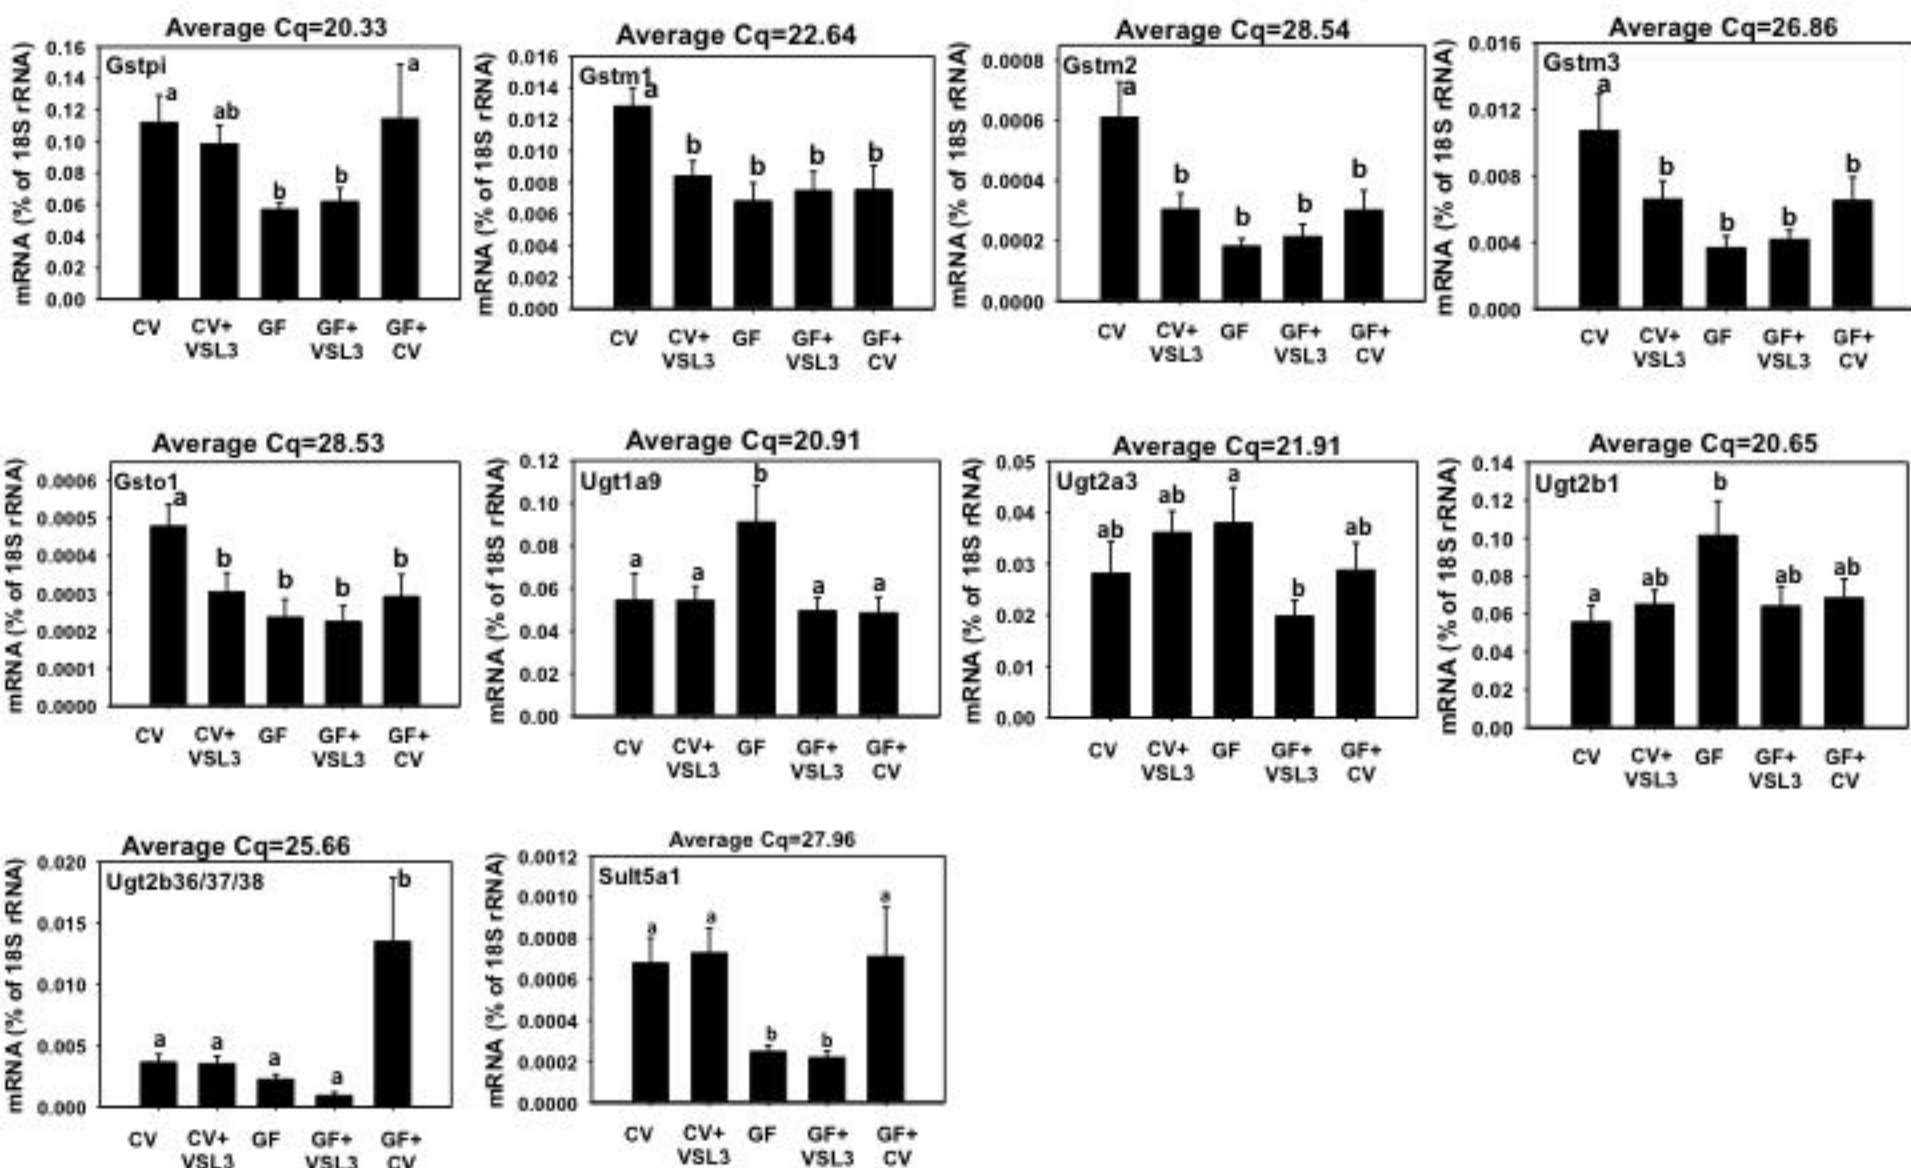 Average Cq=20.33
mRNA (% of 18S rRNA)
0.16
0.14
0.12
0.10
0.08
0.06
0.04
0.02
0.00
Gstpi
a
ab
b
b
a
CV CV+ GF GF+ GF+
VSL3 VSL3 CV
Average Cq=22.64
mRNA (% of 18S rRNA)
0.016
0.014
0.012
0.010
0.008
0.006
0.004
0.002
0.000
Gstm1
a
b
b
b
b
CV CV+ GF GF+ GF+
VSL3 VSL3 CV
Average Cq=28.54
mRNA (% of 18S rRNA)
0.0008
0.0006
0.0004
0.0002
0.0000
Gstm2
a
b
b
b
b
CV CV+ GF GF+ GF+
VSL3 VSL3 CV
Average Cq=26.86
mRNA (% of 18S rRNA)
0.016
0.012
0.008
0.004
0.000
Gstm3
a
b
b
b
b
CV CV+ GF GF+ GF+
VSL3 VSL3 CV
Average Cq=28.53
mRNA (% of 18S rRNA)
0.0006
0.0005
0.0004
0.0003
0.0002
0.0001
0.0000
Gsto1
a
b
b
b
b
CV CV+ GF GF+ GF+
VSL3 VSL3 CV
Average Cq=20.91
mRNA (% of 18S rRNA)
0.12
0.10
0.08
0.06
0.04
0.02
0.00
Ugt1a9
a
a
b
a
a
CV CV+ GF GF+ GF+
VSL3 VSL3 CV
Average Cq=21.91
mRNA (% of 18S rRNA)
0.05
0.04
0.03
0.02
0.01
0.00
Ugt2a3
ab
ab
a
b
ab
CV CV+ GF GF+ GF+
VSL3 VSL3 CV
Average Cq=20.65
mRNA (% of 18S rRNA)
0.14
0.12
0.10
0.08
0.06
0.04
0.02
0.00
Ugt2b1
a
ab
b
ab
ab
CV CV+ GF GF+ GF+
VSL3 VSL3 CV
Average Cq=25.66
mRNA (% of 18S rRNA)
0.020
0.015
0.010
0.005
0.000
Ugt2b36/37/38
a
a
a
a
b
CV CV+ GF GF+ GF+
VSL3 VSL3 CV
Average Cq=27.96
mRNA (% of 18S rRNA)
0.0012
0.0010
0.0008
0.0006
0.0004
0.0002
0.0000
Sult5a1
a
a
b
b
a
CV CV+ GF GF+ GF+
VSL3 VSL3 CV